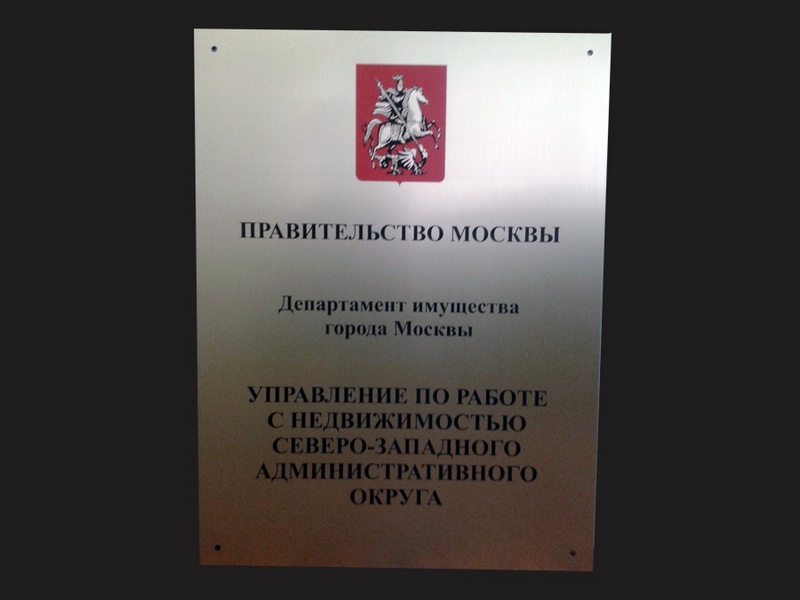 ПРАВИТЕЛЬСТВО МОСКВЫ
Департамент имущества
города Москвы
УПРАВЛЕНИЕ ПО РАБОТЕ
С НЕДВИЖИМОСТЬЮ
СЕВЕРО-ЗАПАДНОГО
АДМИНИСТРАТИВНОГО
ОКРУГА